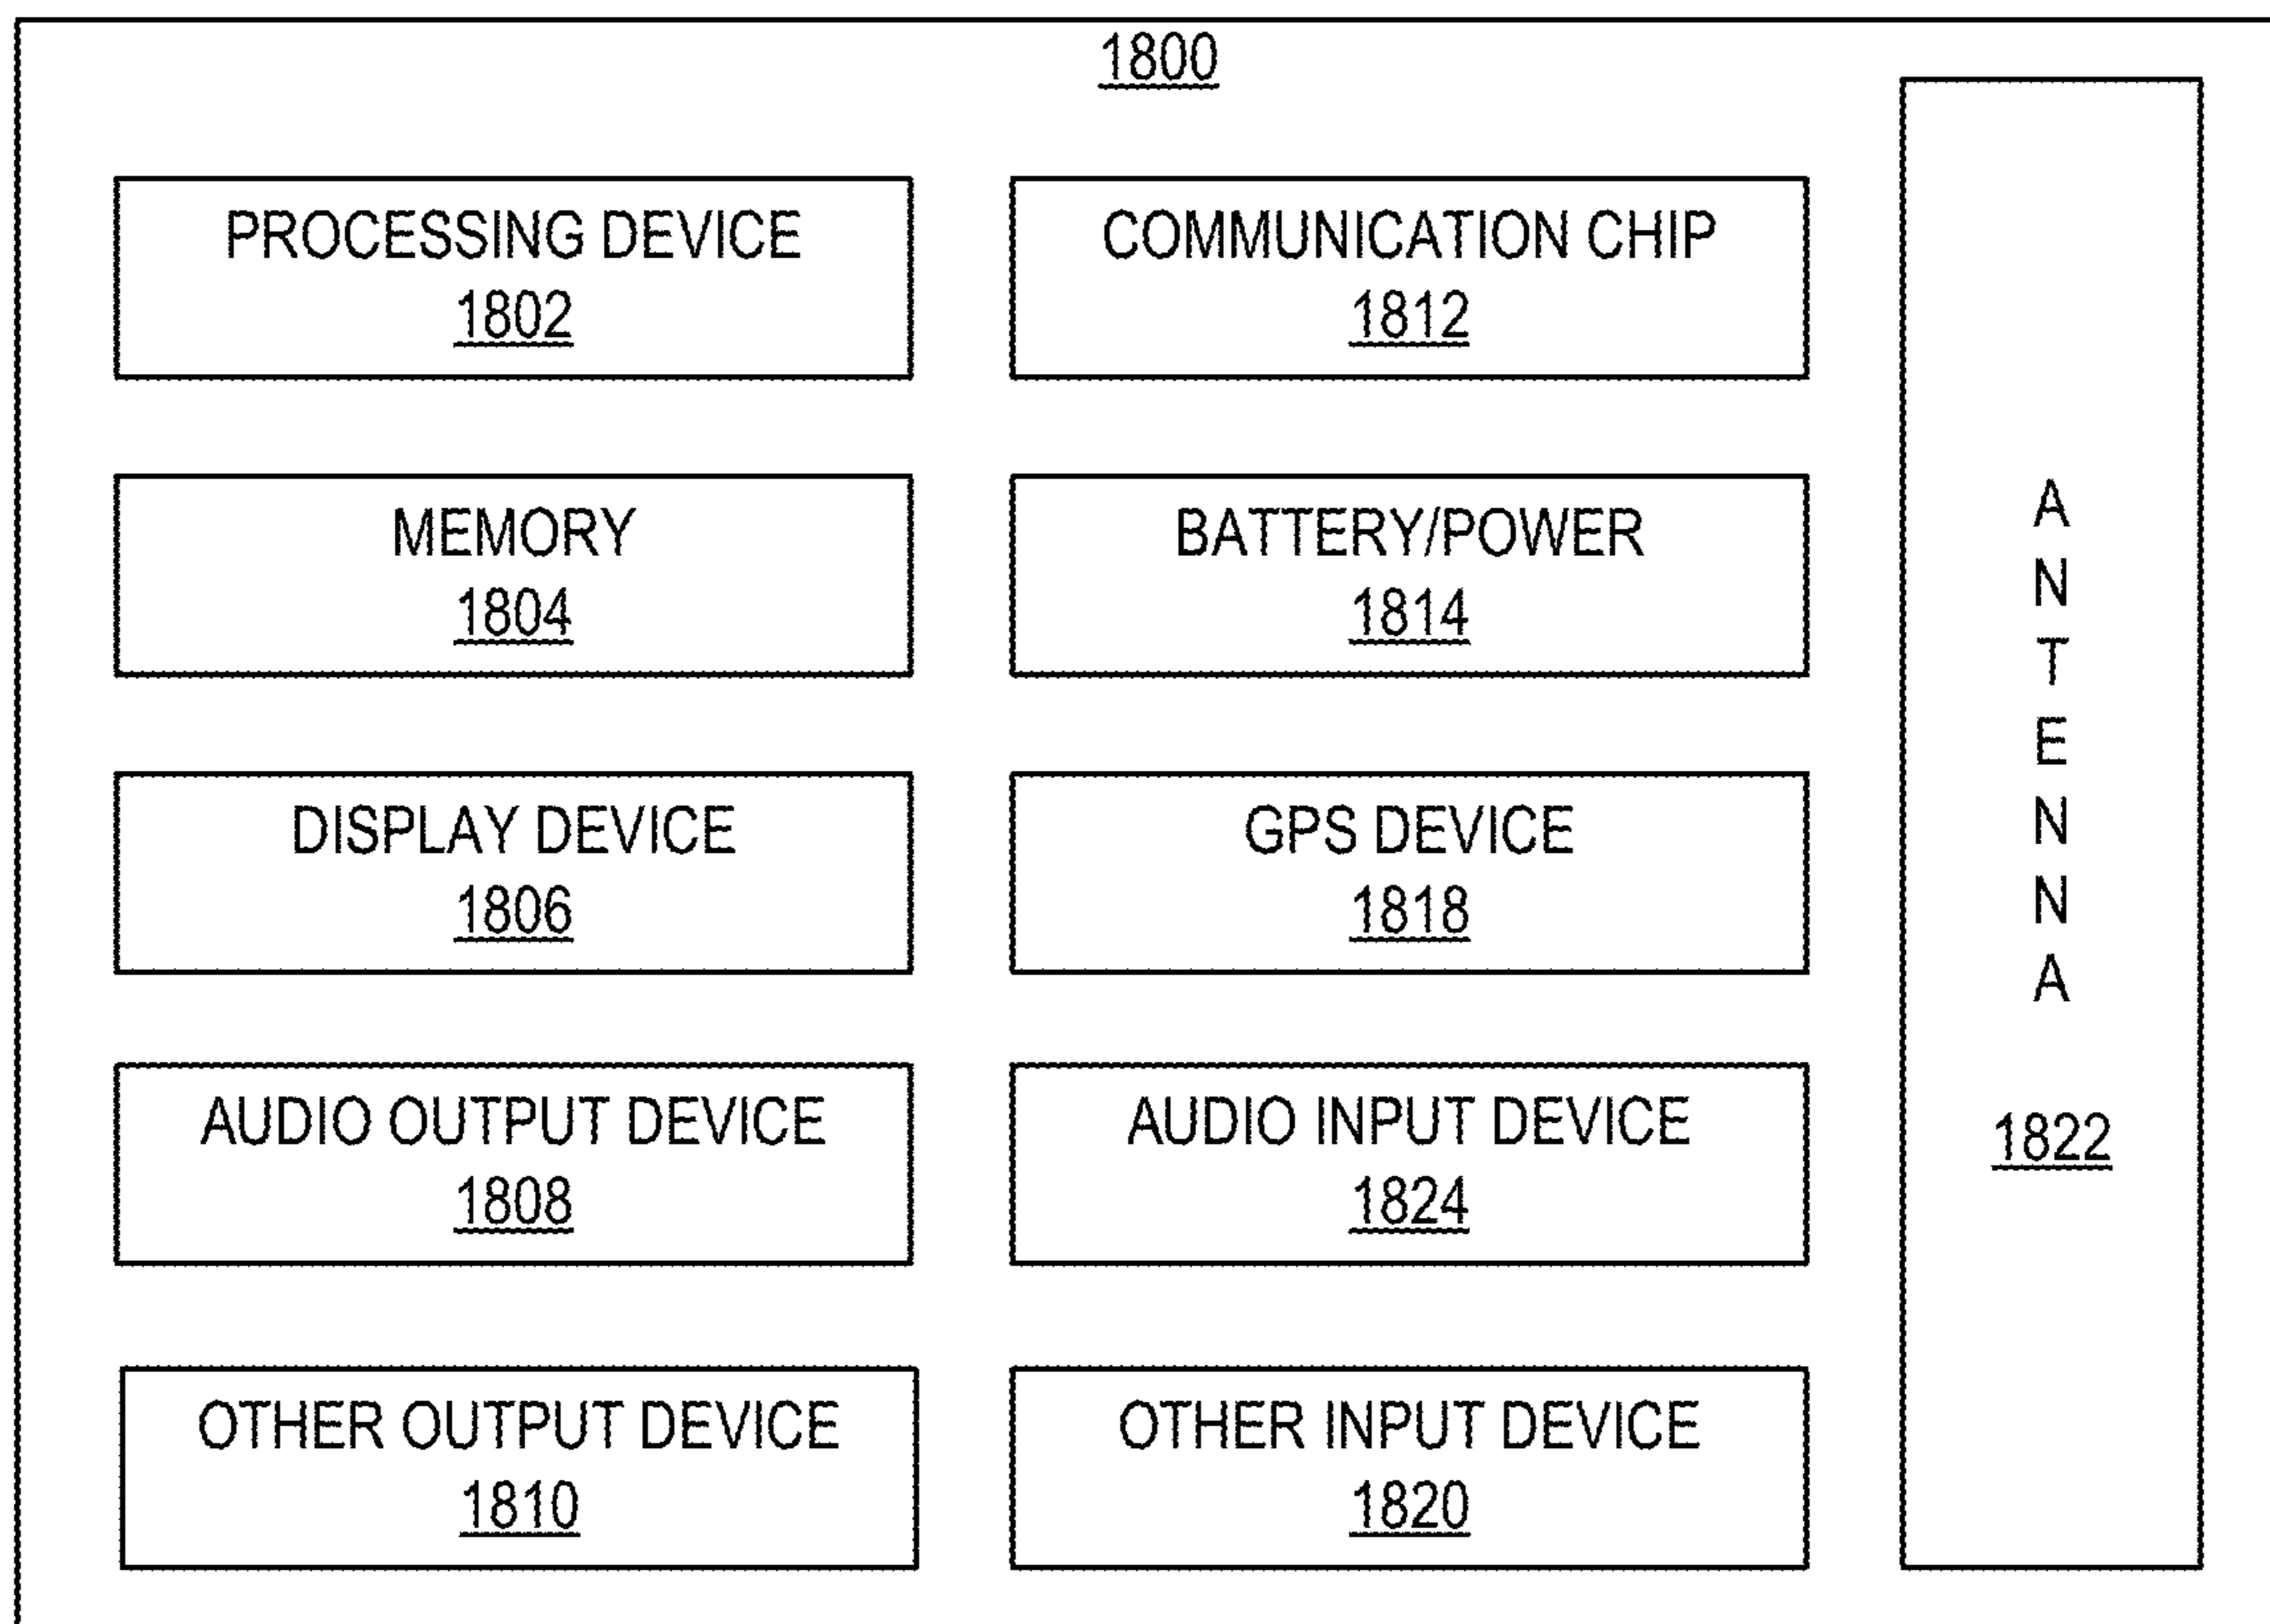 1800
PROCESSING DEVICE
1802
COMMUNICATION CHIP
1812
MEMORY
1804
BATTERY/POWER
1814
DISPLAY DEVICE
1806
GPS DEVICE
1818
AUDIO OUTPUT DEVICE
1808
AUDIO INPUT DEVICE
1824
OTHER OUTPUT DEVICE
1810
OTHER INPUT DEVICE
1820
ANTENNA
1822